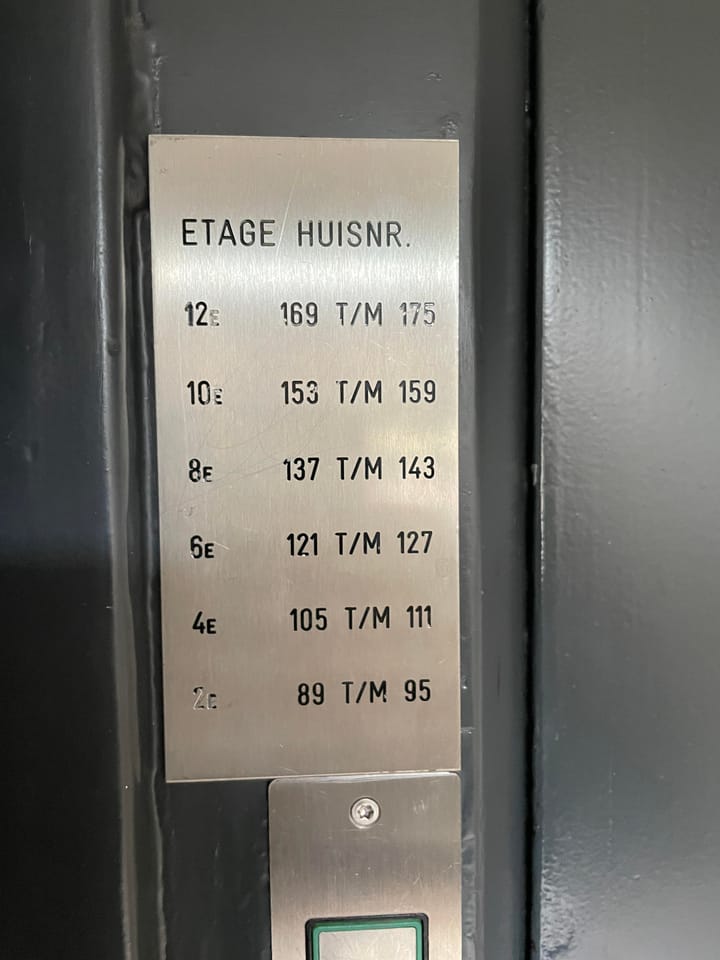 ETAGE HUISNR.
12E 169 T/M 175
10E 153 T/M 159
8E 137 T/M 143
6E 121 T/M 127
4E 105 T/M 111
2E 89 T/M 95